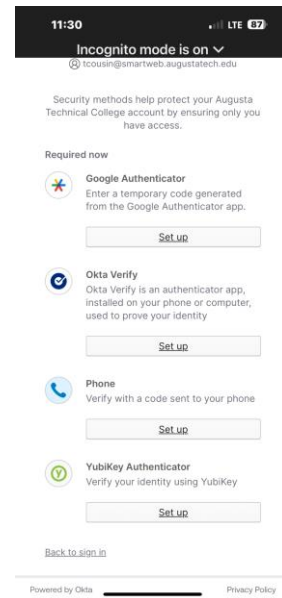 11:30
LTE 87
Incognito mode is on
tcousin@smartweb.augustatech.edu
Security methods help protect your Augusta
Technical College account by ensuring only you
have access.
Required now
Google Authenticator
Enter a temporary code generated
from the Google Authenticator app.
Set up
Okta Verify
Okta Verify is an authenticator app,
installed on your phone or computer,
used to prove your identity
Set up
Phone
Verify with a code sent to your phone
Set up
YubiKey Authenticator
Verify your identity using YubiKey
Set up
Back to sign in
Powered by Okta
Privacy Policy